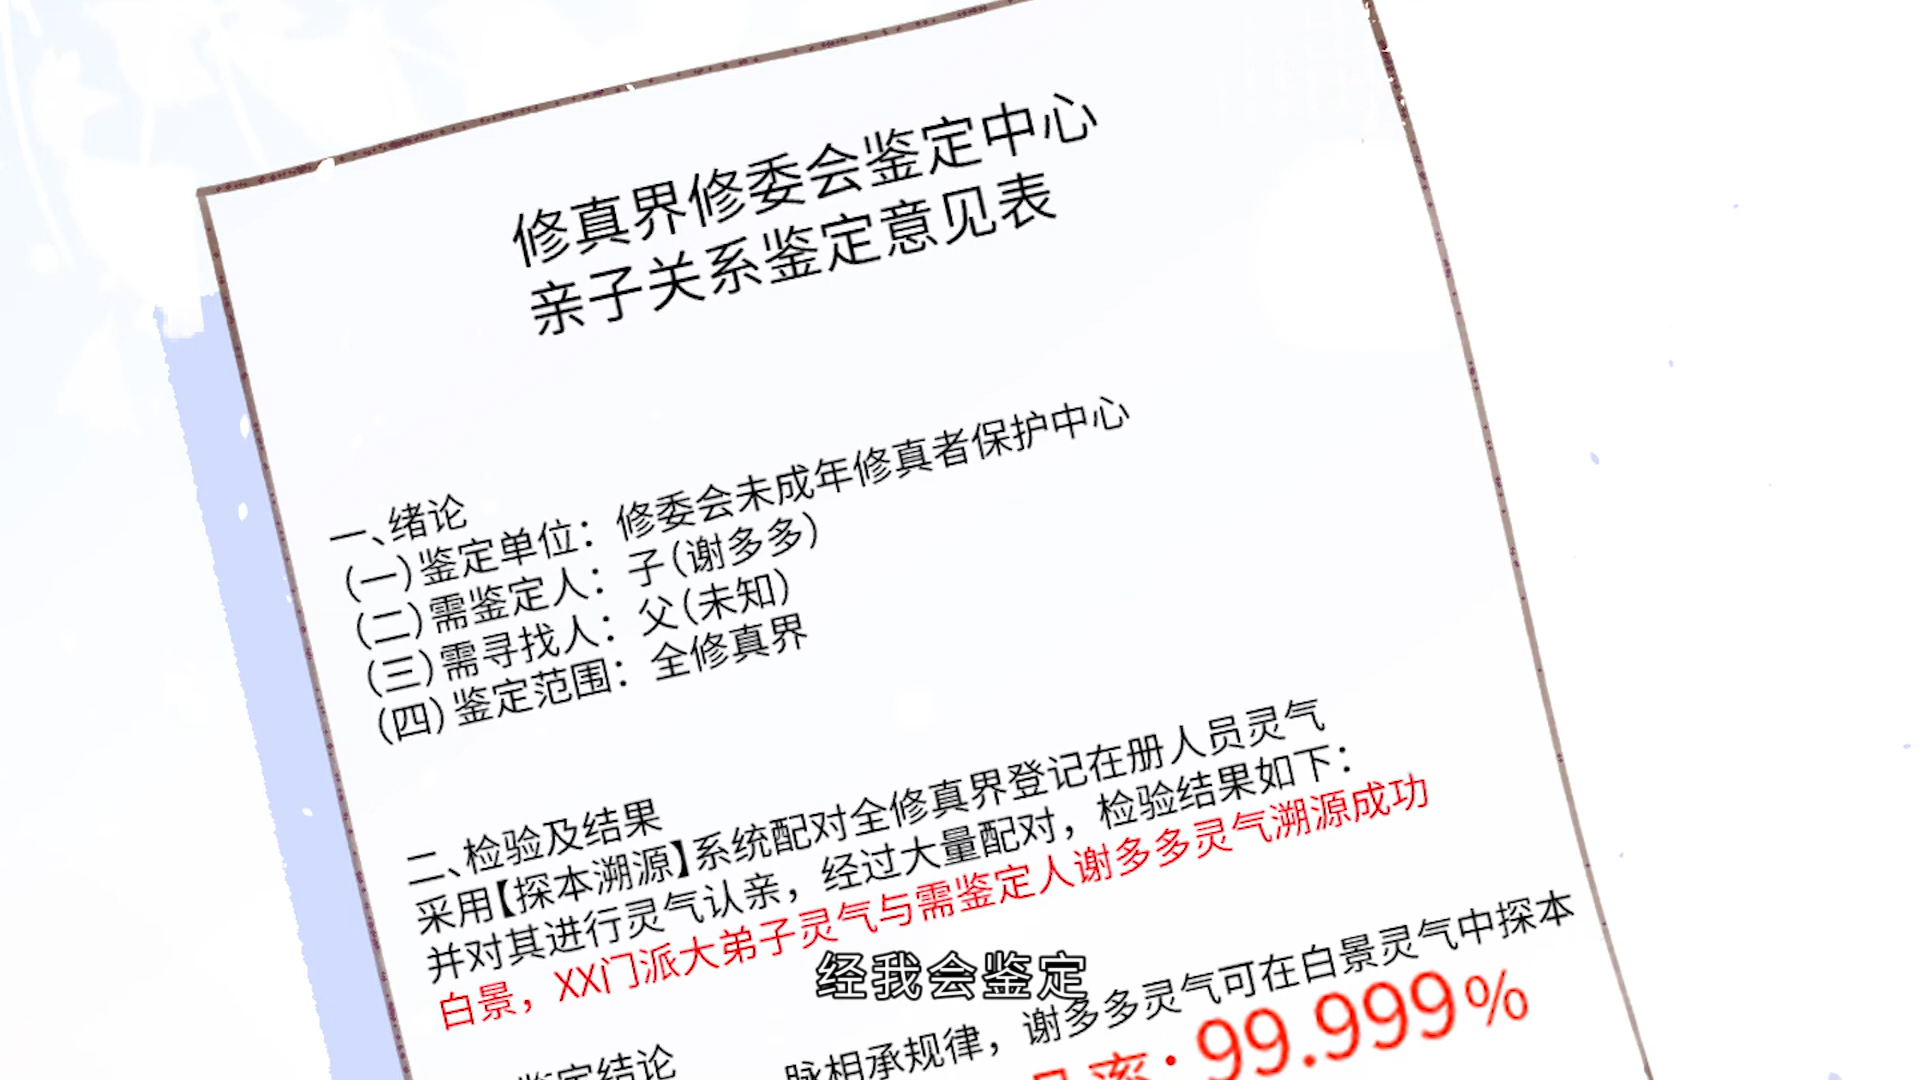 修真界修委会鉴定中心
亲子关系鉴定意见表
一、绪论
(一)鉴定单位：修委会未成年修真者保护中心
(二)需鉴定人：子(谢多多)
(三)需寻找人：父(未知)
(四)鉴定范围：全修真界
二、检验及结果
采用【探本溯源】系统配对全修真界登记在册人员灵气
并对其进行灵气认亲，经过大量配对，检验结果如下：
白景，XX门派大弟子灵气与需鉴定人谢多多灵气溯源成功
经我会鉴定
鉴定结论
脉相承规律，谢多多灵气可在白景灵气中探本
率：99.999%